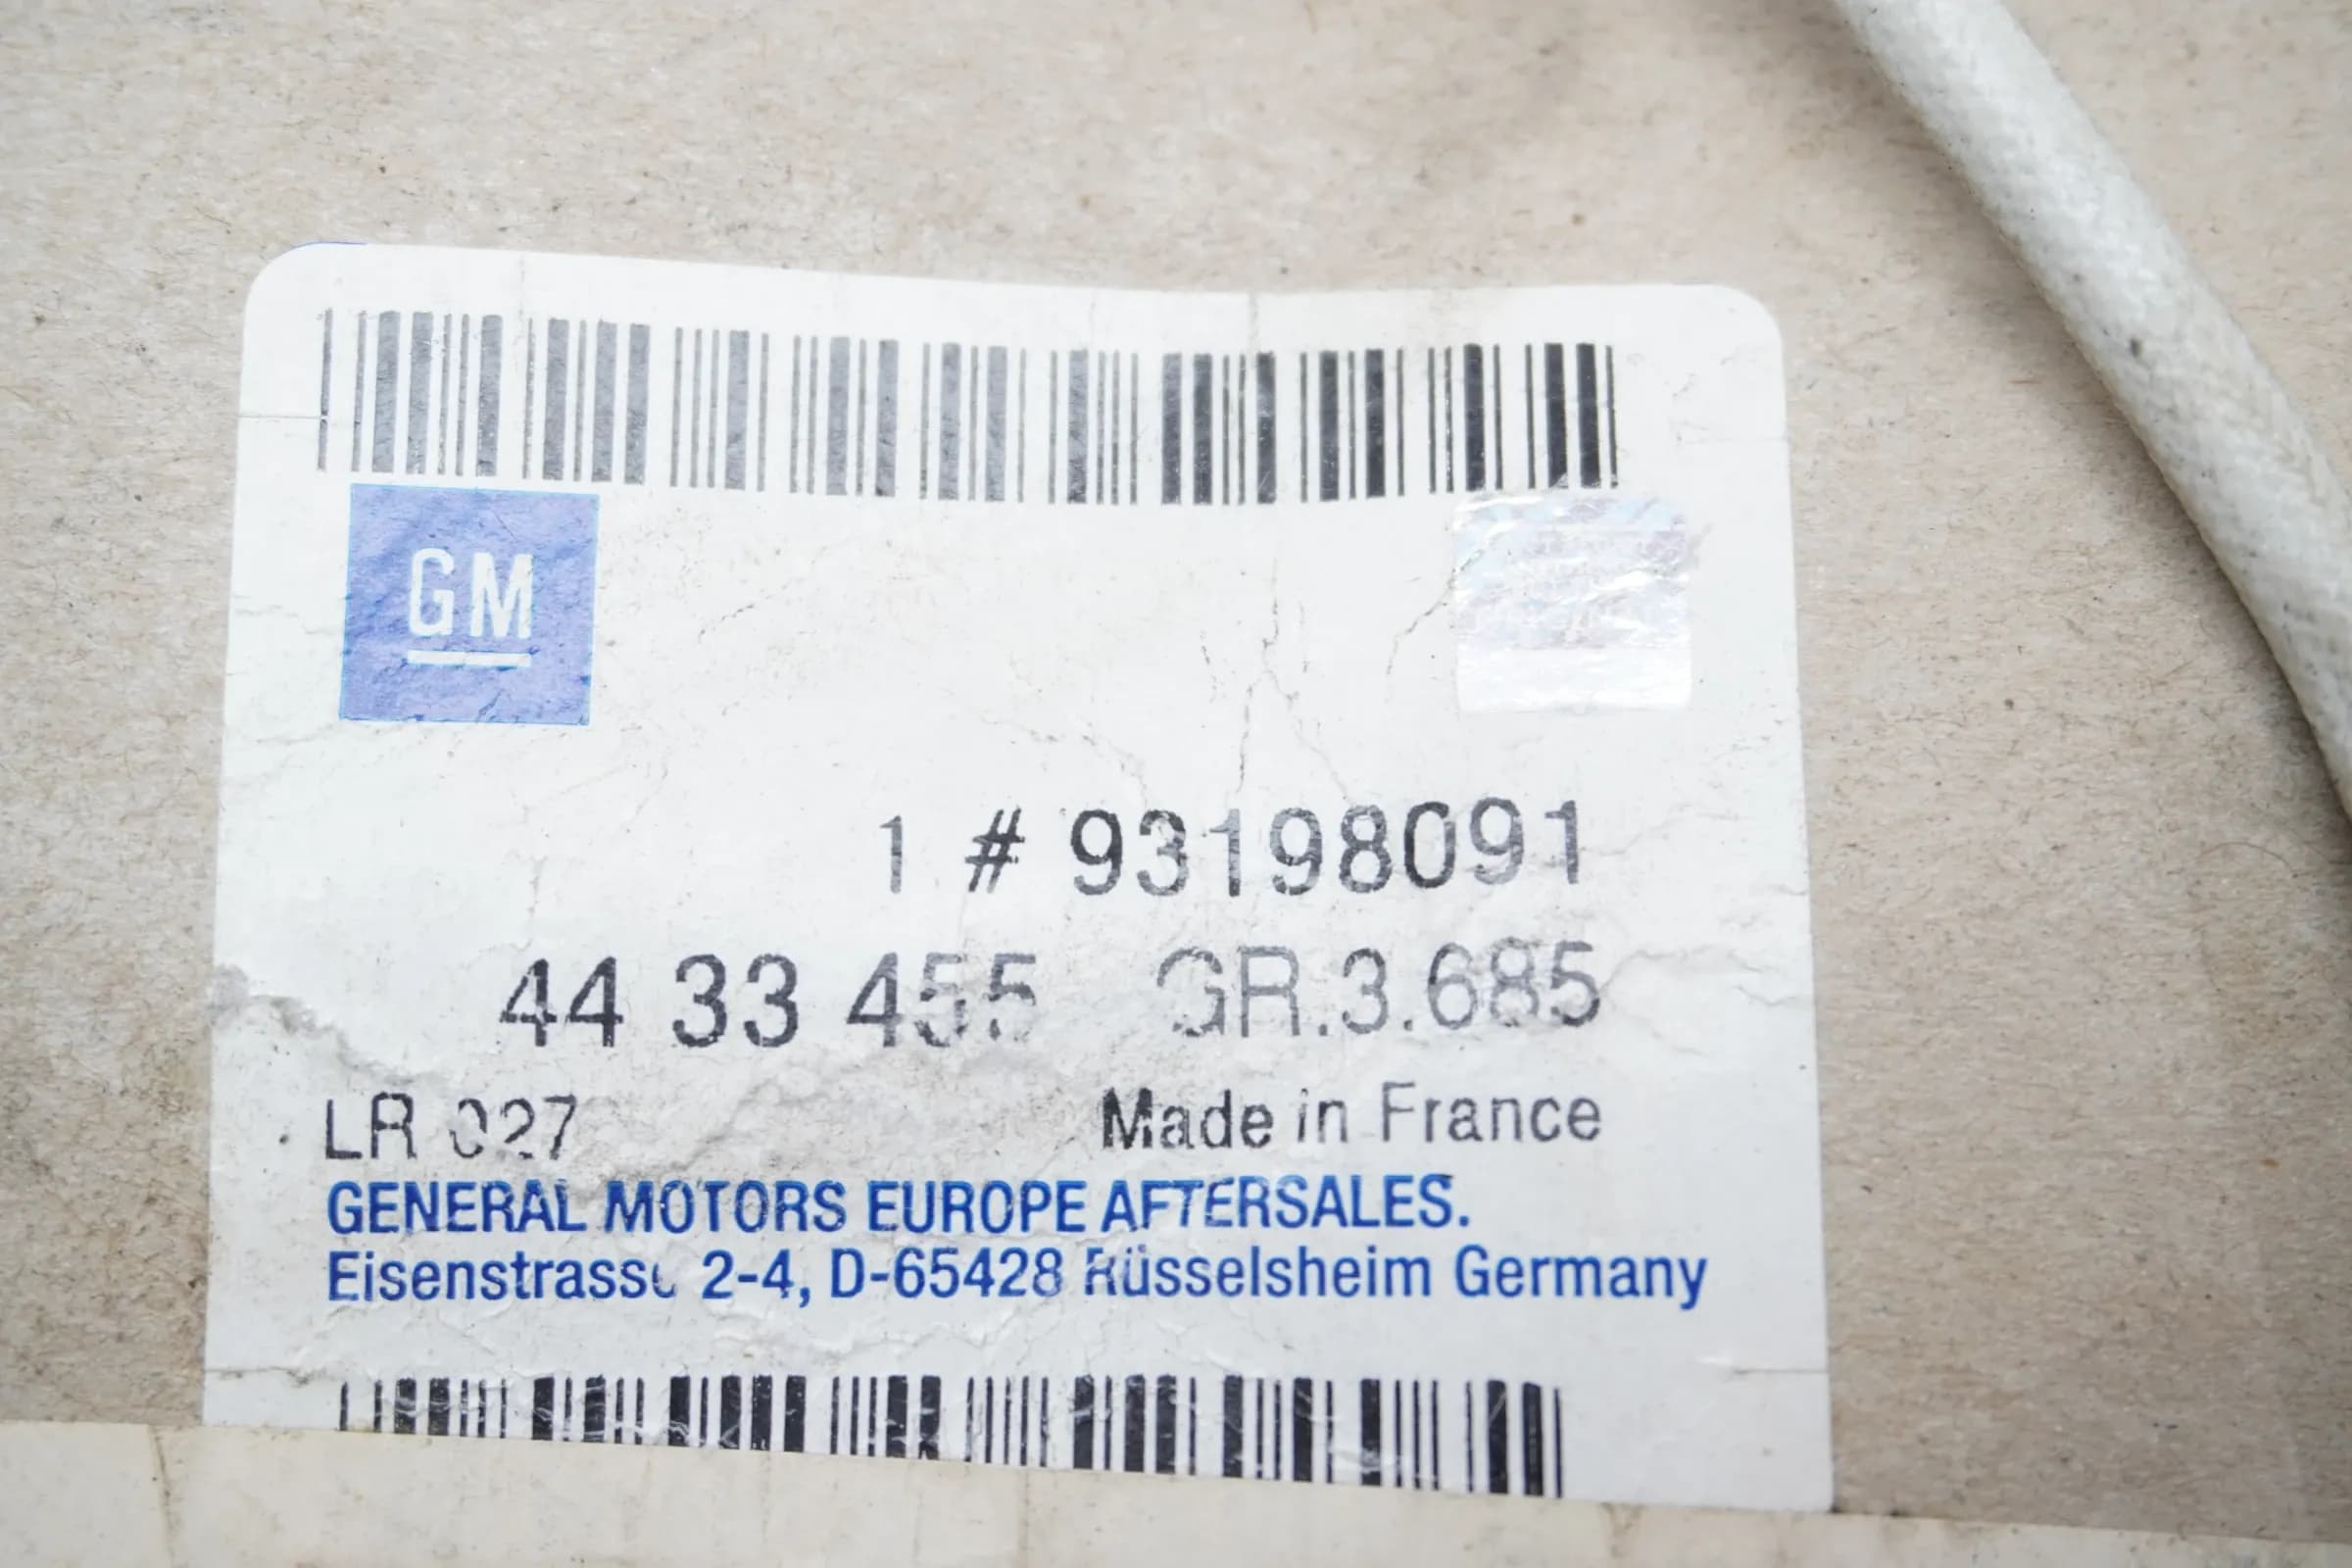 GM
1 # 93198091
44 33 455 GR.3.685
LR 027
Made in France
GENERAL MOTORS EUROPE AFTERSALES.
Eisenstrasse 2-4, D-65428 Rüsselsheim Germany